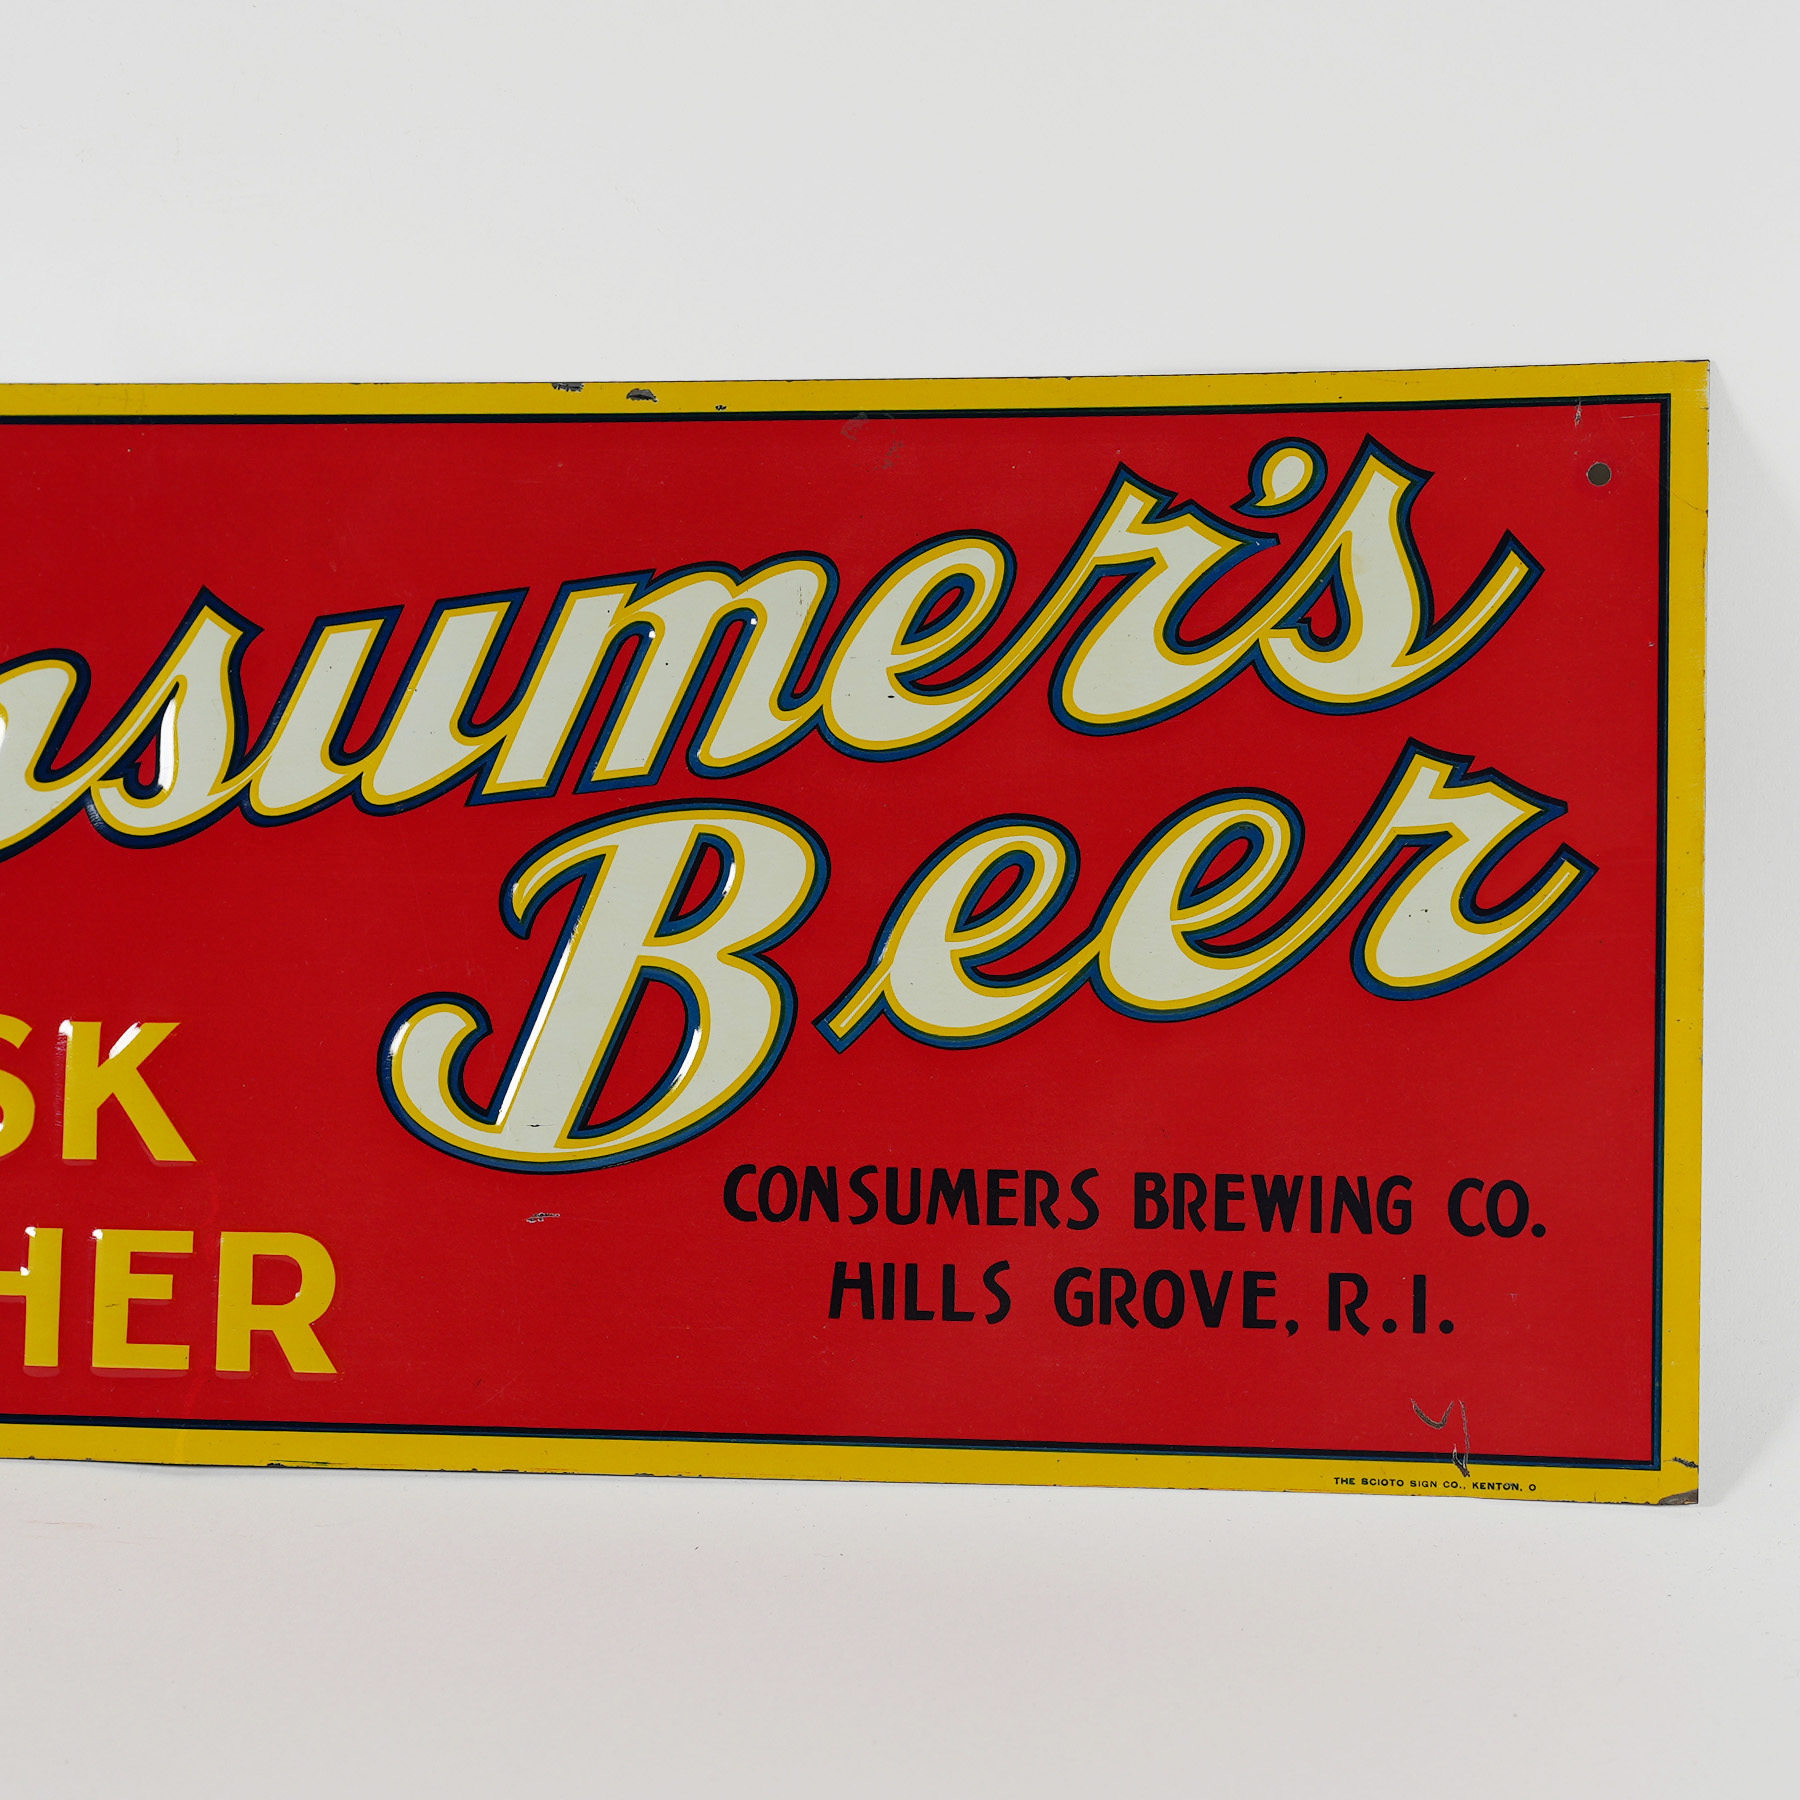 nsumer's
Beer
SK
HER
CONSUMERS BREWING CO.
HILLS GROVE, R.I.
THE SCIOTO SIGN CO., KENTON, O